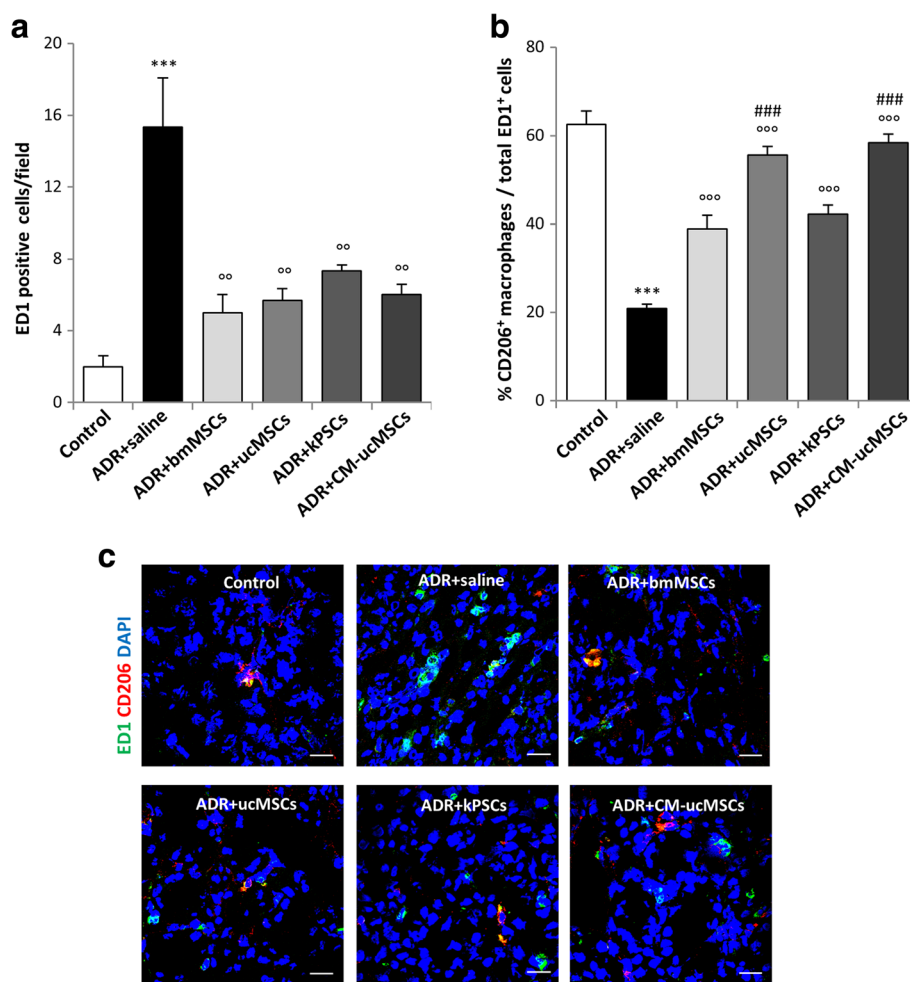 a
ED1 positive cells/field
20
16
12
8
4
0
***
°°
°°
°°
°°
Control
ADR+saline
ADR+bmMSCs
ADR+ucMSCs
ADR+kPSCs
ADR+CM-ucMSCs
b
% CD206⁺ macrophages / total ED1⁺ cells
80
60
40
20
0
***
°°°
###
°°°
°°°
###
°°°
Control
ADR+saline
ADR+bmMSCs
ADR+ucMSCs
ADR+kPSCs
ADR+CM-ucMSCs
c
ED1 CD206 DAPI
Control
ADR+saline
ADR+bmMSCs
ADR+ucMSCs
ADR+kPSCs
ADR+CM-ucMSCs